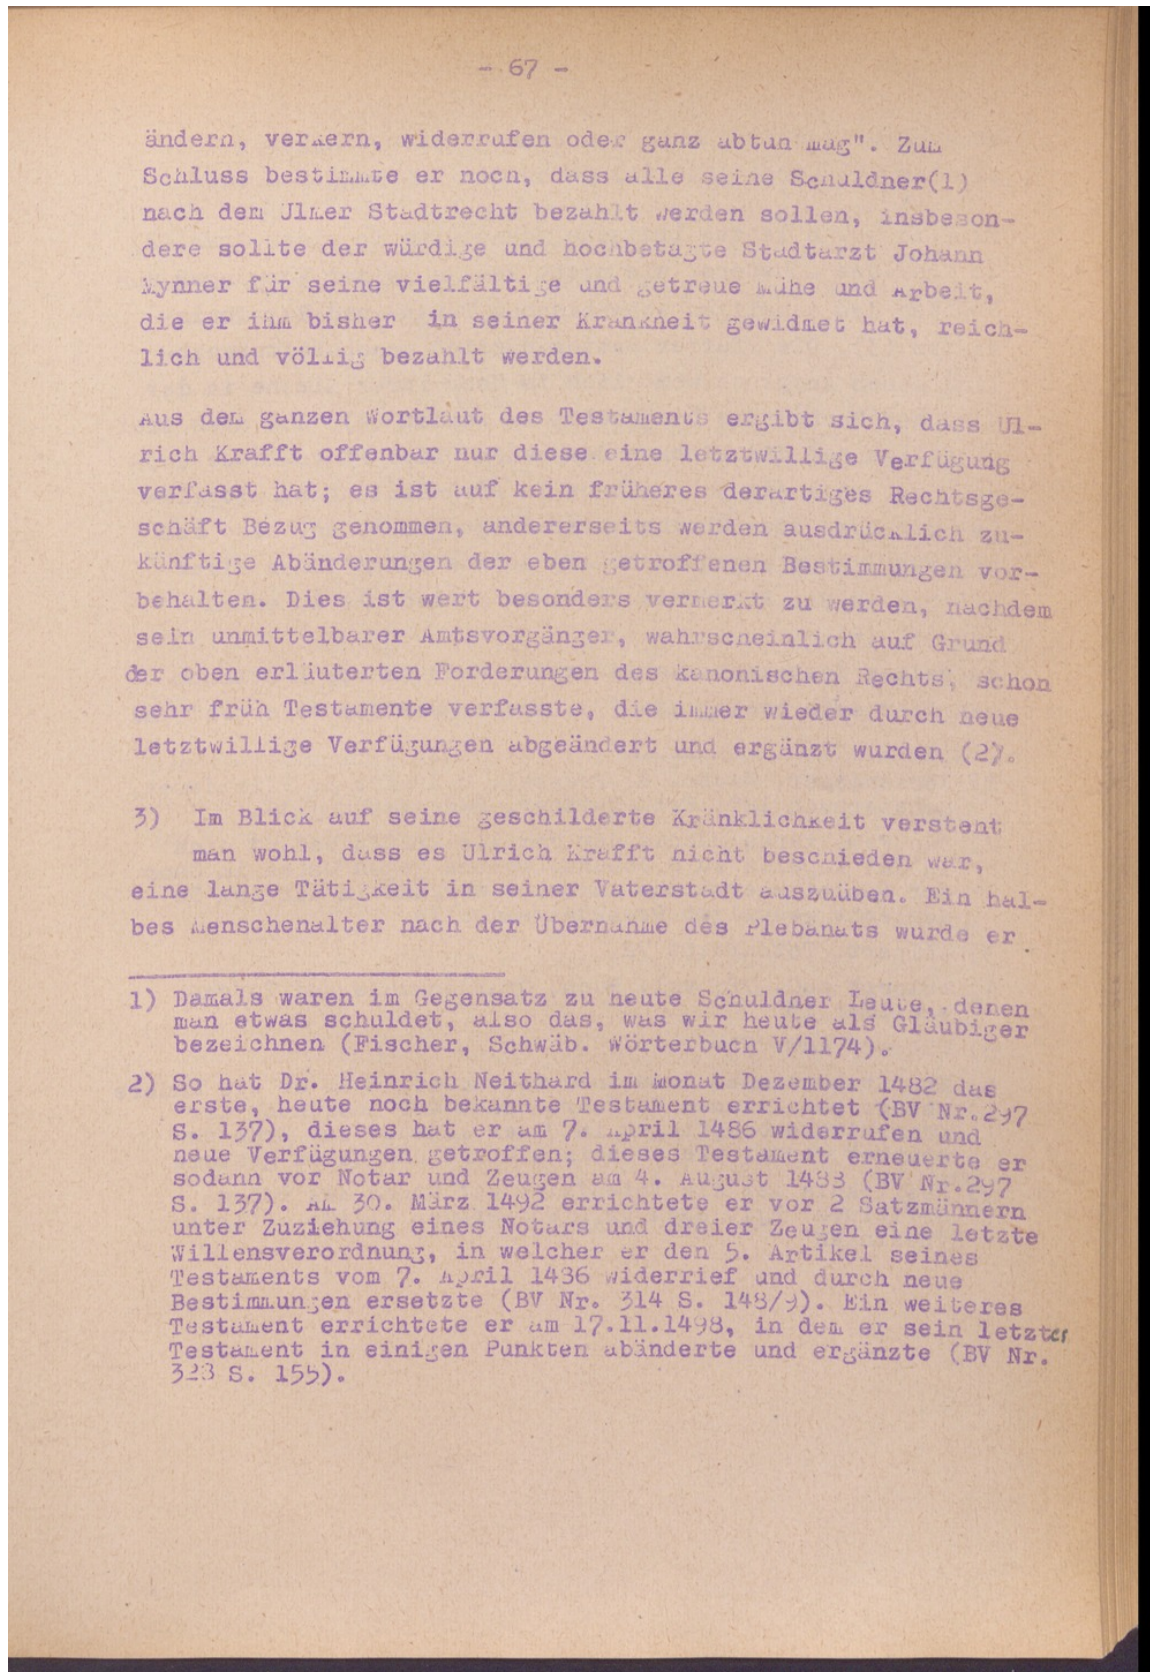 - 67 -
ändern, verkern, widerrufen oder ganz abtun mag". Zum
Schluss bestimmte er noch, dass alle seine Schuldner(1)
nach dem Ulmer Stadtrecht bezahlt werden sollen, insbeson-
dere sollte der würdige und hochbetagte Stadtarzt Johann
Mynner für seine vielfältige und getreue Mühe und Arbeit,
die er ihm bisher in seiner Krankheit gewidmet hat, reich-
lich und völlig bezahlt werden.
Aus dem ganzen Wortlaut des Testaments ergibt sich, dass Ul-
rich Krafft offenbar nur diese eine letztwillige Verfügung
verfasst hat; es ist auf kein früheres derartiges Rechtsge-
schäft Bezug genommen, andererseits werden ausdrücklich zu-
künftige Abänderungen der eben getroffenen Bestimmungen vor-
behalten. Dies ist wert besonders vermerkt zu werden, nachdem
sein unmittelbarer Amtsvorgänger, wahrscheinlich auf Grund
der oben erläuterten Forderungen des kanonischen Rechts, schon
sehr früh Testamente verfasste, die immer wieder durch neue
letztwillige Verfügungen abgeändert und ergänzt wurden (2).
3) Im Blick auf seine geschilderte Kränklichkeit versteht
man wohl, dass es Ulrich Krafft nicht beschieden war,
eine lange Tätigkeit in seiner Vaterstadt auszuüben. Ein hal-
bes Menschenalter nach der Übernahme des Plebanats wurde er
1) Damals waren im Gegensatz zu heute Schuldner Leute, denen
man etwas schuldet, also das, was wir heute als Gläubiger
bezeichnen (Fischer, Schwäb. Wörterbuch V/1174).
2) So hat Dr. Heinrich Neithard im Monat Dezember 1482 das
erste, heute noch bekannte Testament errichtet (BV Nr.297
S. 137), dieses hat er am 7. April 1486 widerrufen und
neue Verfügungen getroffen; dieses Testament erneuerte er
sodann vor Notar und Zeugen am 4. August 1488 (BV Nr.297
S. 137). Am 30. März 1492 errichtete er vor 2 Satzmännern
unter Zuziehung eines Notars und dreier Zeugen eine letzte
Willensverordnung, in welcher er den 5. Artikel seines
Testaments vom 7. April 1486 widerrief und durch neue
Bestimmungen ersetzte (BV Nr. 314 S. 148/9). Ein weiteres
Testament errichtete er am 17.11.1498, in dem er sein letztes
Testament in einigen Punkten abänderte und ergänzte (BV Nr.
328 S. 155).